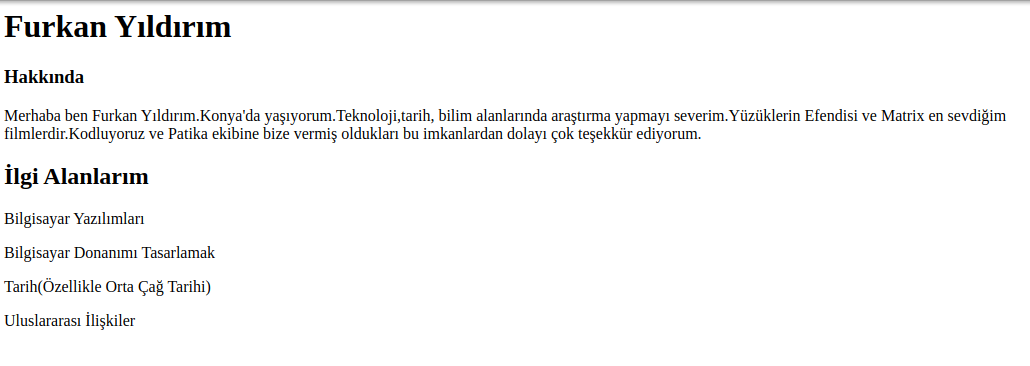 Furkan Yıldırım
Hakkında
Merhaba ben Furkan Yıldırım.Konya'da yaşıyorum.Teknoloji,tarih, bilim alanlarında araştırma yapmayı severim.Yüzüklerin Efendisi ve Matrix en sevdiğim
filmlerdir.Kodluyoruz ve Patika ekibine bize vermiş oldukları bu imkanlardan dolayı çok teşekkür ediyorum.
İlgi Alanlarım
Bilgisayar Yazılımları
Bilgisayar Donanımı Tasarlamak
Tarih(Özellikle Orta Çağ Tarihi)
Uluslararası İlişkiler